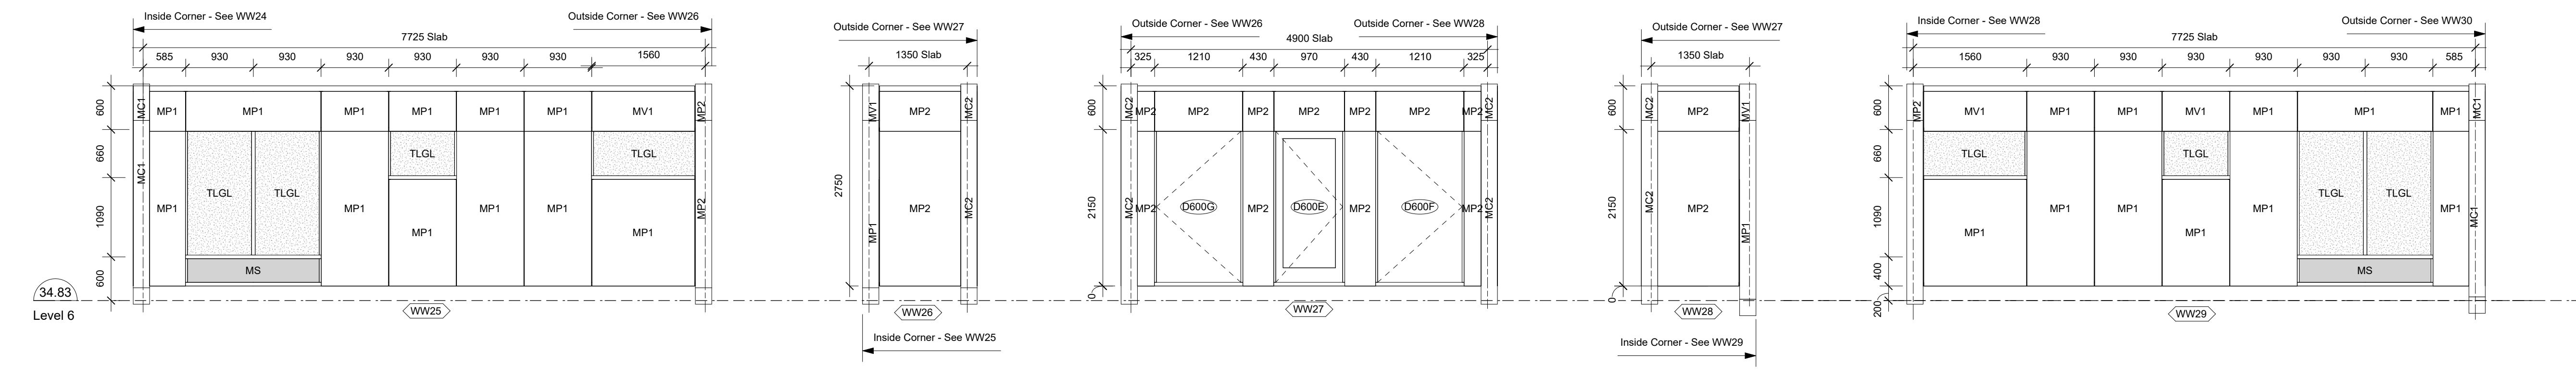 Inside Corner - See WW24
Outside Corner - See WW26
7725 Slab
585 930 930 930 930 930 930 1560
600
660
1090
600
MC1 MP1 MP1 MP1 MP1 MP1 MP1 MV1 MP2
MC1 MP1 TLGL TLGL MP1 TLGL MP1 MP1 TLGL MP2
MP1 MP1
MS
34.83
Level 6
WW25
Outside Corner - See WW27
1350 Slab
2750
MV1 MP2 MC2
MP1 MP2 MC2
WW26
Inside Corner - See WW25
Outside Corner - See WW26
Outside Corner - See WW28
4900 Slab
325 1210 430 970 430 1210 325
600
2150
0
MC2 MP2 MP2 MP2 MP2 MP2 MP2 MP2 MC2
MC2 MP2 D600G MP2 D600E MP2 D600F MP2 MC2
WW27
Outside Corner - See WW27
1350 Slab
600
2150
0
MC2 MP2 MV1
MC2 MP2 MP1
WW28
Inside Corner - See WW29
Inside Corner - See WW28
Outside Corner - See WW30
7725 Slab
1560 930 930 930 930 930 930 585
600
660
1090
400
200
MP2 MV1 MP1 MP1 MV1 MP1 MP1 MP1 MC1
TLGL MP1 MP1 TLGL MP1 TLGL TLGL MP1 MC1
MP1 MP1
MS
WW29